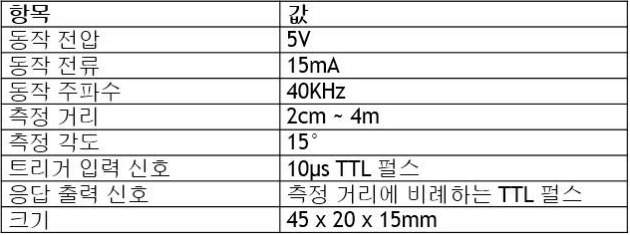 항목 값
동작 전압 5V
동작 전류 15mA
동작 주파수 40KHz
측정 거리 2cm ~ 4m
측정 각도 15°
트리거 입력 신호 10μs TTL 펄스
응답 출력 신호 측정 거리에 비례하는 TTL 펄스
크기 45 x 20 x 15mm